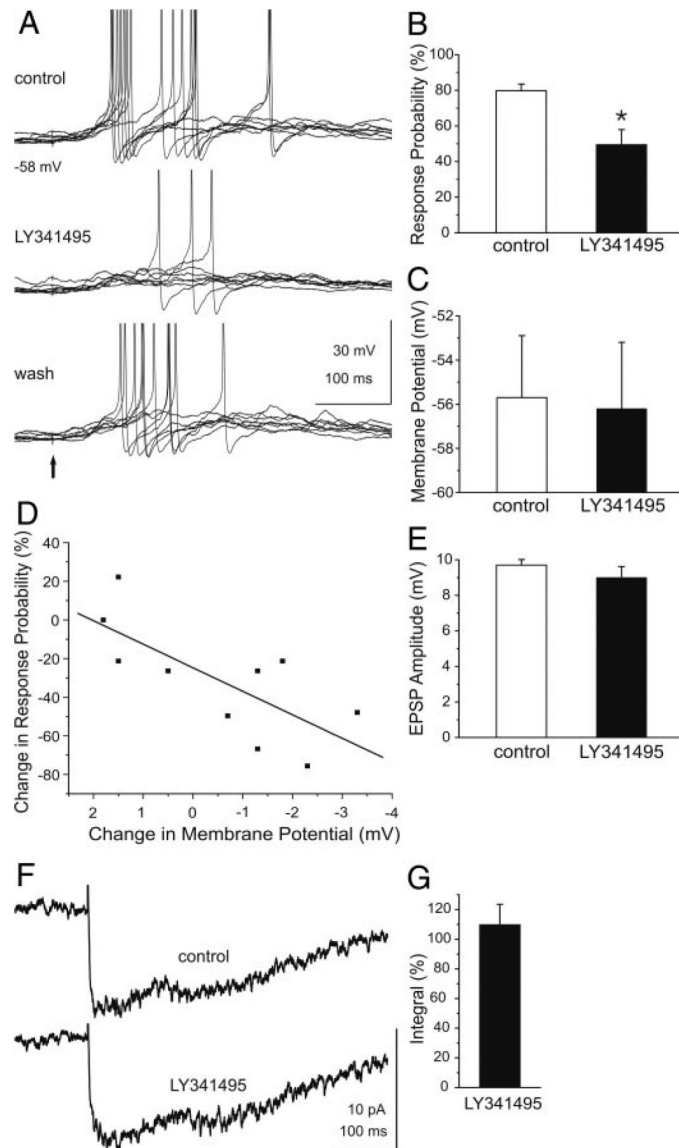 A
control
-58 mV
LY341495
wash
30 mV
100 ms
B
Response Probability (%)
100
80
60
40
20
0
*
control
LY341495
C
Membrane Potential (mV)
-52
-54
-56
-58
-60
control
LY341495
D
Change in Response Probability (%)
40
20
0
-20
-40
-60
-80
2
1
0
-1
-2
-3
-4
Change in Membrane Potential (mV)
E
EPSP Amplitude (mV)
10
8
6
4
2
0
control
LY341495
F
control
LY341495
10 pA
100 ms
G
Integral (%)
120
100
80
60
40
20
0
LY341495